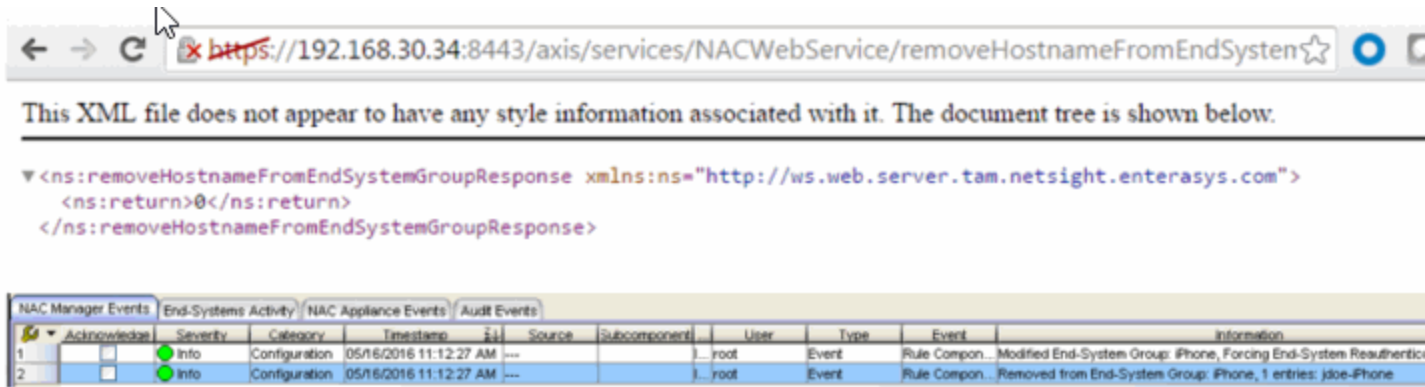 https://192.168.30.34:8443/axis/services/NACWebService/removeHostnameFromEndSysten
This XML file does not appear to have any style information associated with it. The document tree is shown below.
▼<ns:removeHostnameFromEndSystemGroupResponse xmlns:ns="http://ws.web.server.tam.netsight.enterasys.com">
<ns:return>0</ns:return>
</ns:removeHostnameFromEndSystemGroupResponse>
NAC Manager Events End-Systems Activity NAC Appliance Events Audit Events
Acknowledge Severity Category Timestamp Source Subcomponent ... User Type Event Information
1 Info Configuration 05/16/2016 11:12:27 AM --- I... root Event Rule Compon... Modified End-System Group: iPhone, Forcing End-System Reauthentic
2 Info Configuration 05/16/2016 11:12:27 AM --- I... root Event Rule Compon... Removed from End-System Group: iPhone, 1 entries: jdoe-iPhone